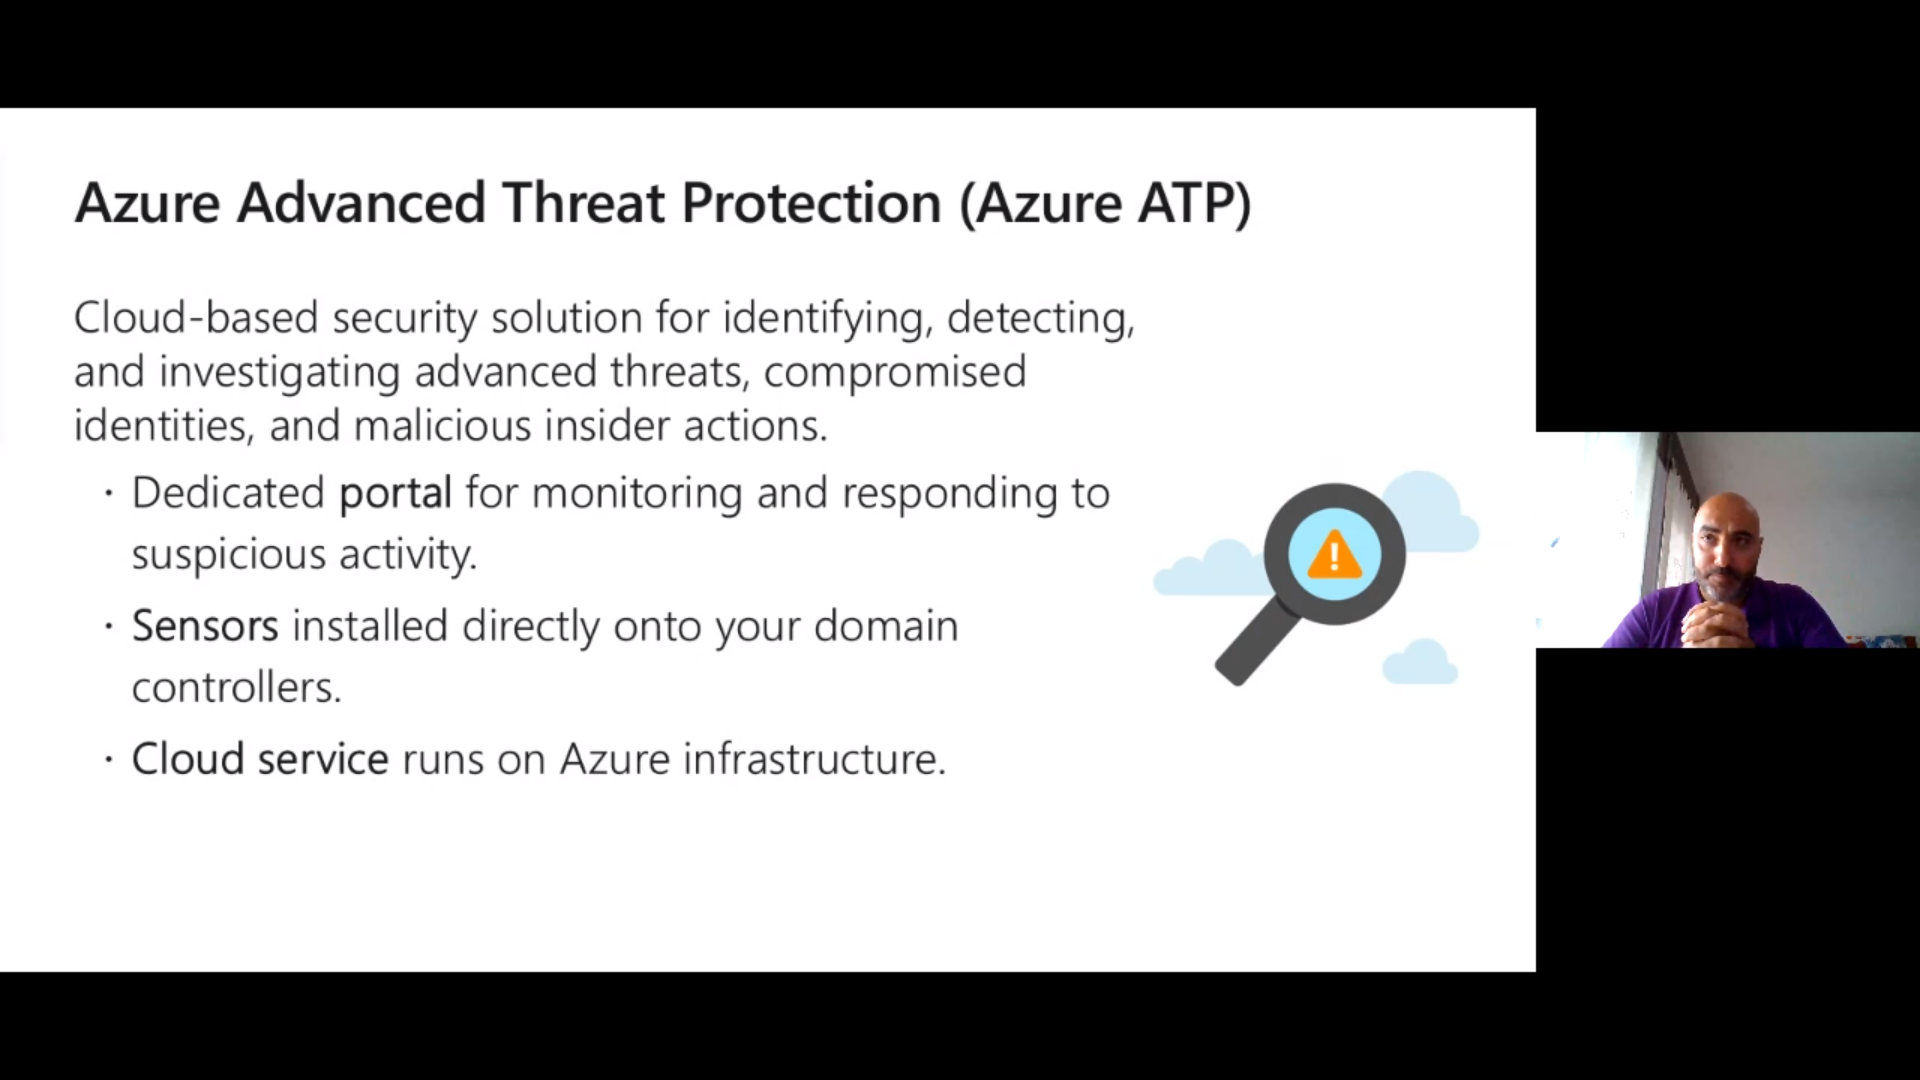 Azure Advanced Threat Protection (Azure ATP)
Cloud-based security solution for identifying, detecting,
and investigating advanced threats, compromised
identities, and malicious insider actions.
· Dedicated portal for monitoring and responding to
suspicious activity.
· Sensors installed directly onto your domain
controllers.
· Cloud service runs on Azure infrastructure.